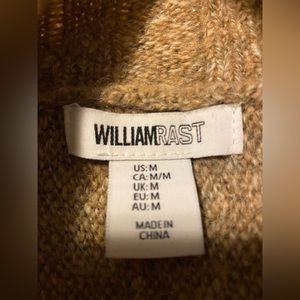 WILLIAMRAST
US: M
CA: M/M
UK: M
EU: M
AU: M
MADE IN
CHINA